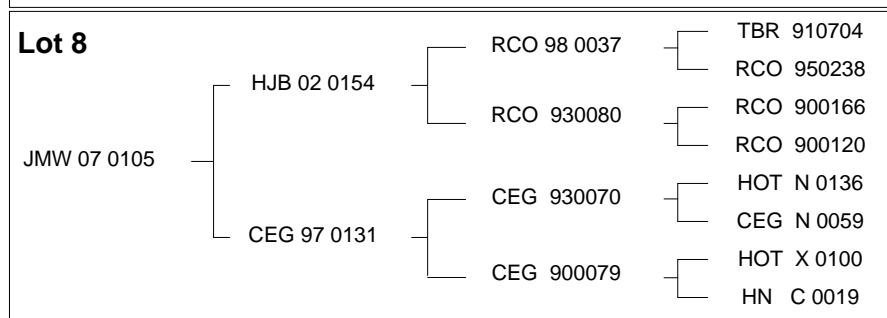 Lot 8
JMW 07 0105
HJB 02 0154
CEG 97 0131
RCO 98 0037
RCO 930080
CEG 930070
CEG 900079
TBR 910704
RCO 950238
RCO 900166
RCO 900120
HOT N 0136
CEG N 0059
HOT X 0100
HN C 0019